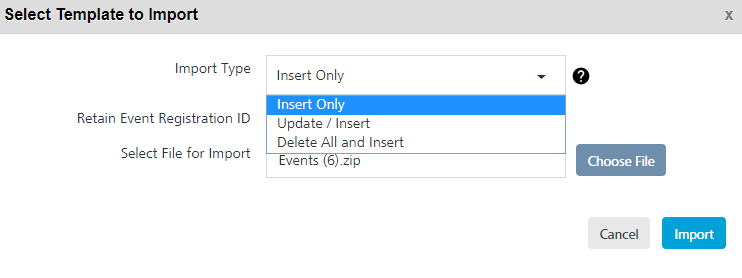 Select Template to Import x
Import Type Insert Only ?
Insert Only
Retain Event Registration ID Update / Insert
Delete All and Insert
Select File for Import Events (6).zip Choose File
Cancel Import